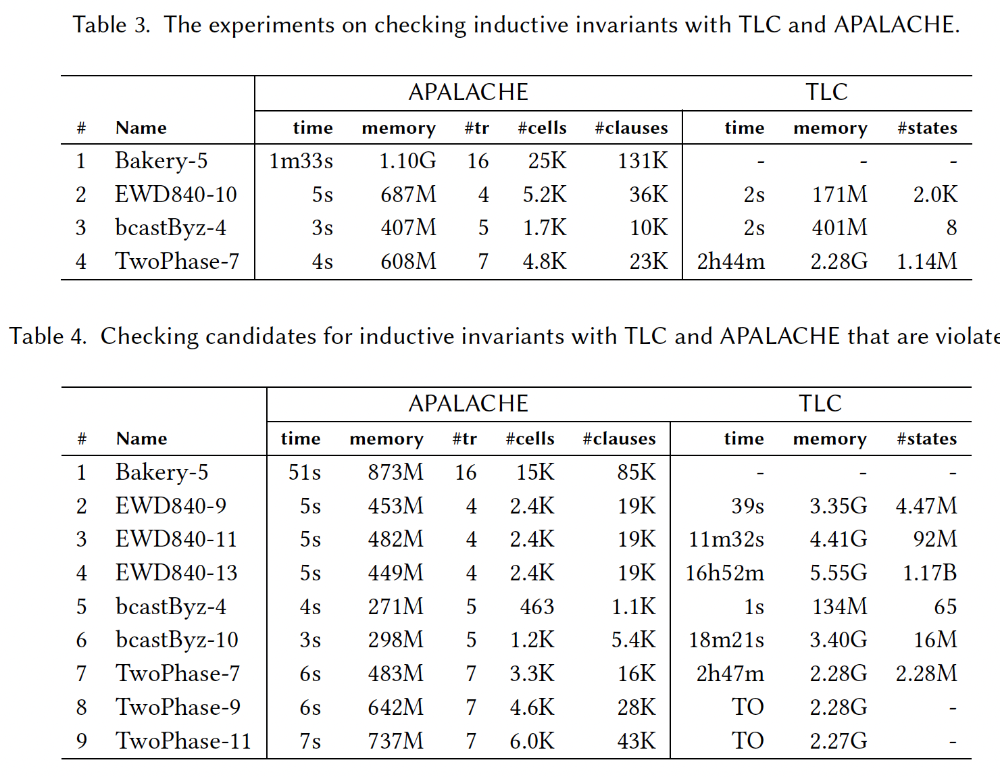 Table 3. The experiments on checking inductive invariants with TLC and APALACHE.
APALACHE TLC
# Name time memory #tr #cells #clauses time memory #states
1 Bakery-5 1m33s 1.10G 16 25K 131K - - -
2 EWD840-10 5s 687M 4 5.2K 36K 2s 171M 2.0K
3 bcastByz-4 3s 407M 5 1.7K 10K 2s 401M 8
4 TwoPhase-7 4s 608M 7 4.8K 23K 2h44m 2.28G 1.14M
Table 4. Checking candidates for inductive invariants with TLC and APALACHE that are violate
APALACHE TLC
# Name time memory #tr #cells #clauses time memory #states
1 Bakery-5 51s 873M 16 15K 85K - - -
2 EWD840-9 5s 453M 4 2.4K 19K 39s 3.35G 4.47M
3 EWD840-11 5s 482M 4 2.4K 19K 11m32s 4.41G 92M
4 EWD840-13 5s 449M 4 2.4K 19K 16h52m 5.55G 1.17B
5 bcastByz-4 4s 271M 5 463 1.1K 1s 134M 65
6 bcastByz-10 3s 298M 5 1.2K 5.4K 18m21s 3.40G 16M
7 TwoPhase-7 6s 483M 7 3.3K 16K 2h47m 2.28G 2.28M
8 TwoPhase-9 6s 642M 7 4.6K 28K TO 2.28G -
9 TwoPhase-11 7s 737M 7 6.0K 43K TO 2.27G -